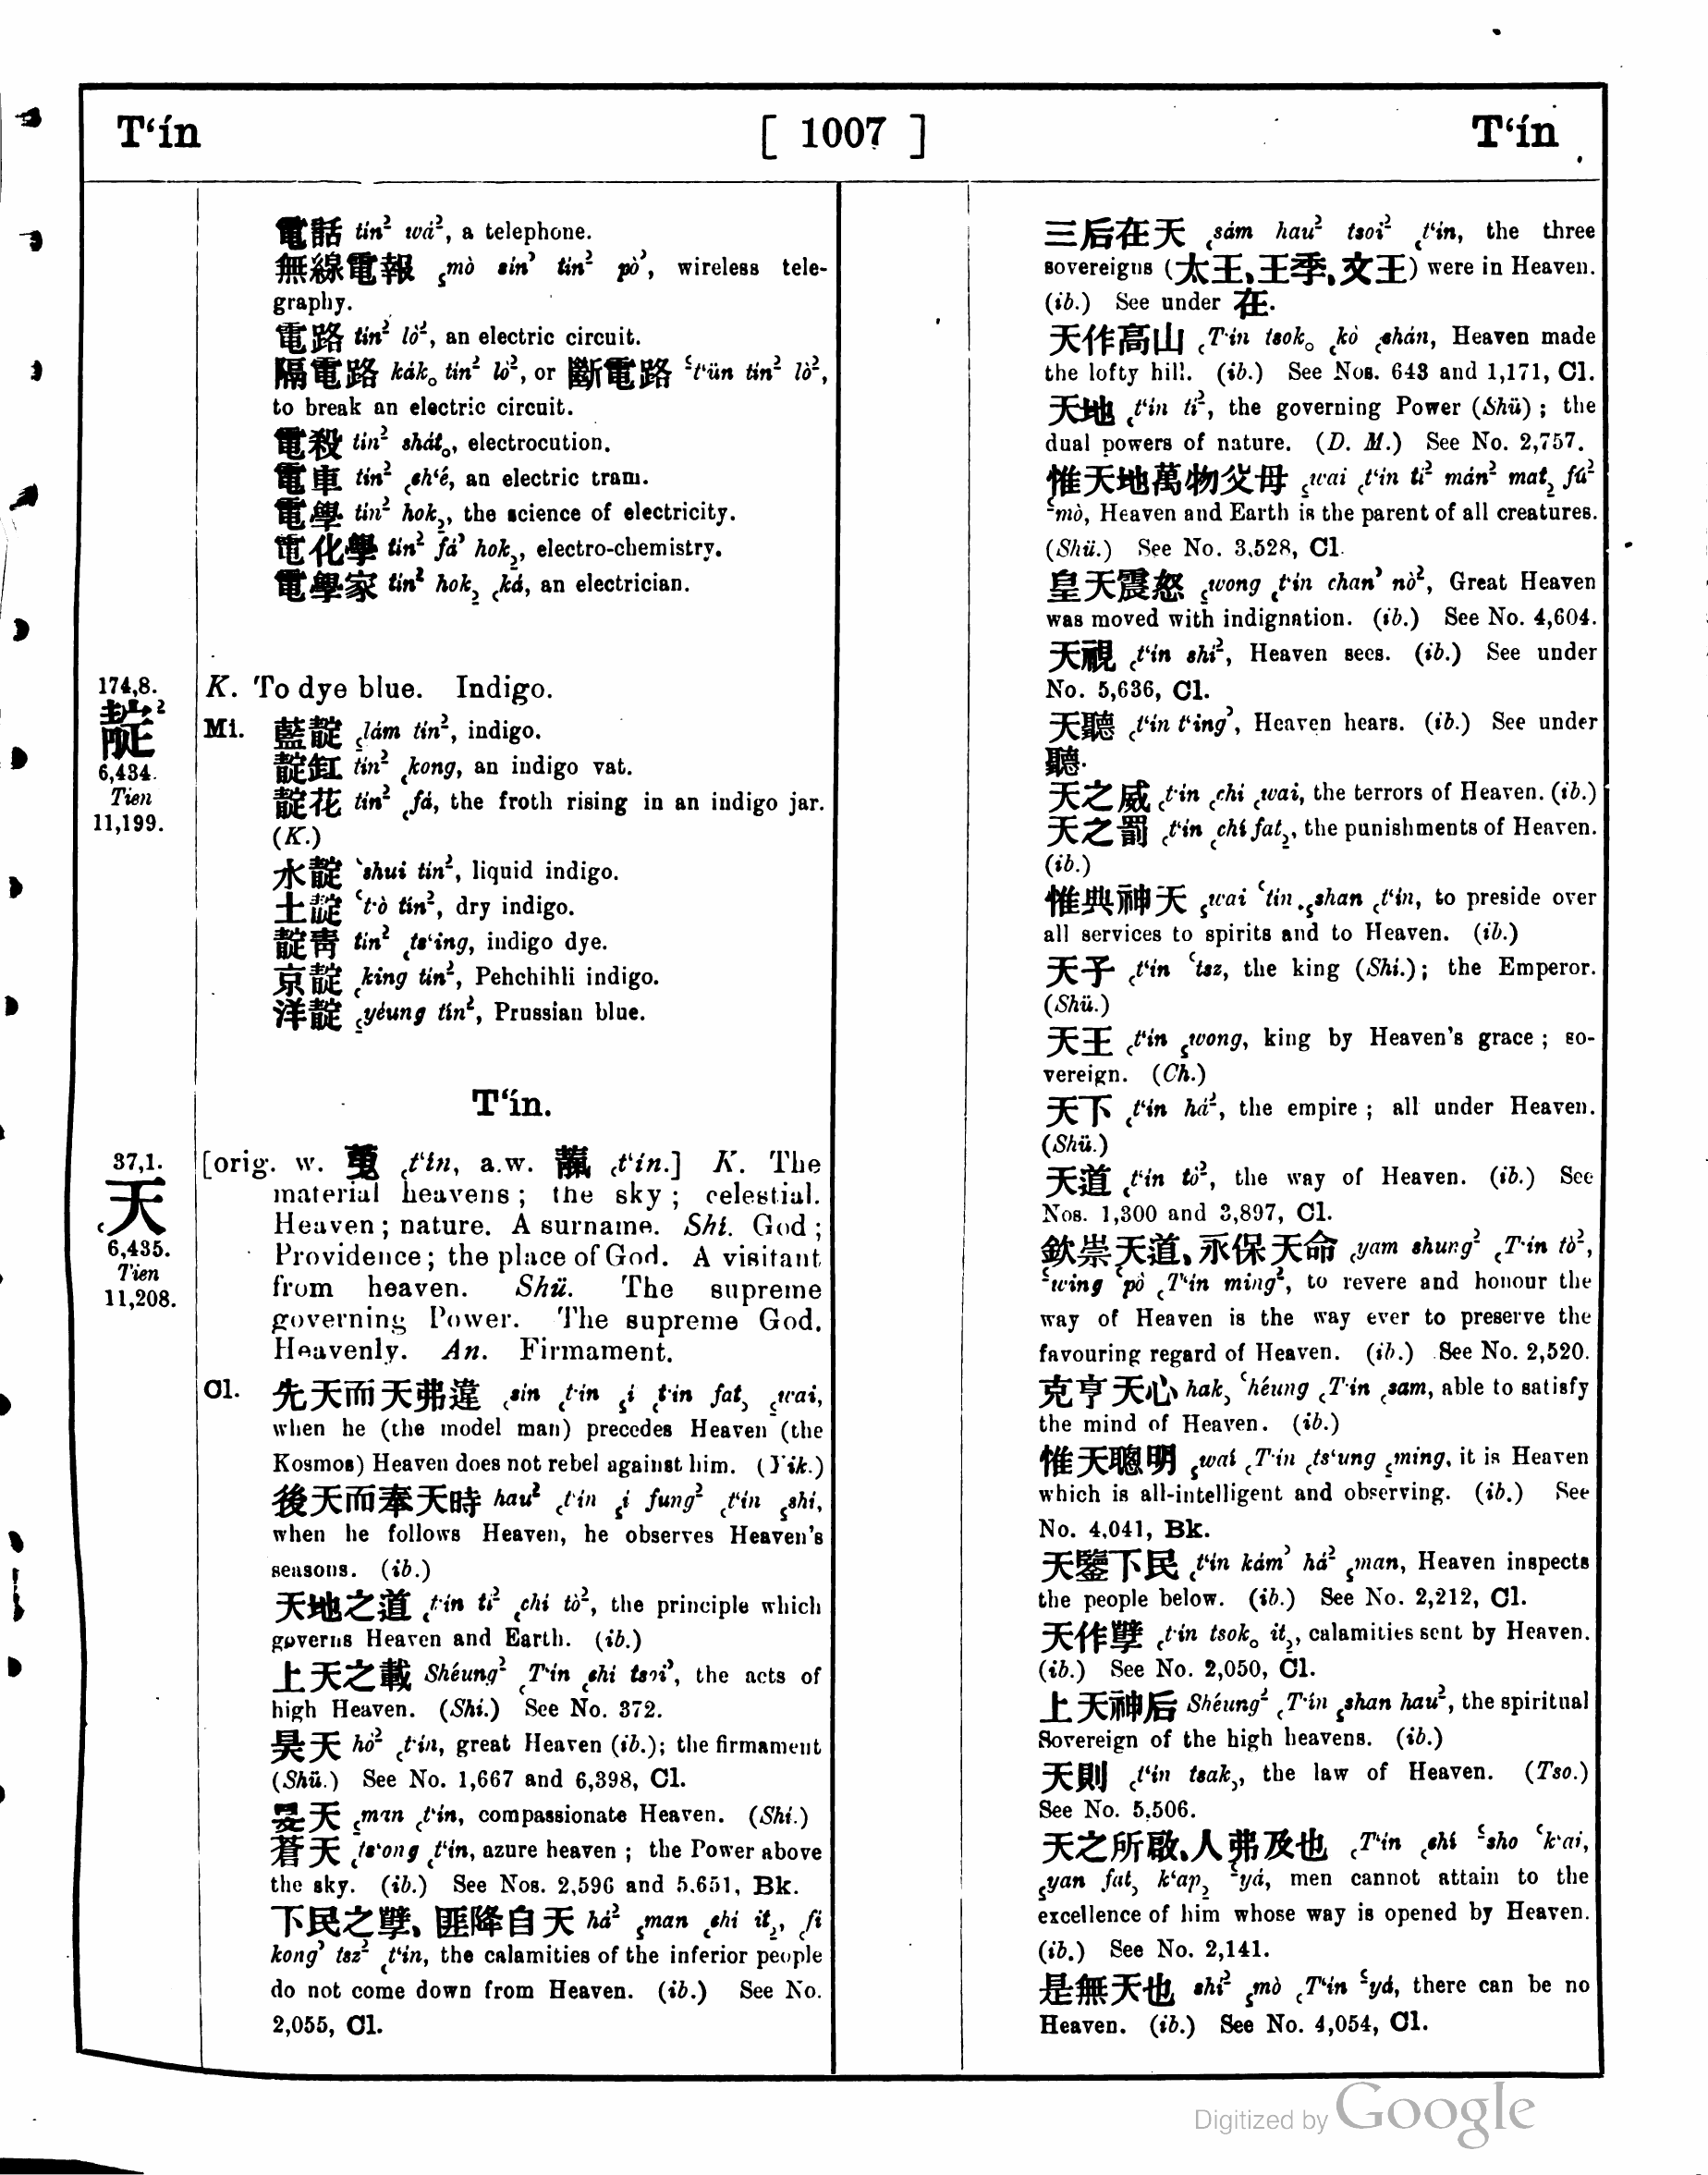 T‘ín [ 1007 ] T‘ín
電話 tín² wá², a telephone.
無線電報 ꜁mò sín꜄ tín² pò꜄, wireless tele-
graphy.
電路 tín² lò², an electric circuit.
隔電路 kák꜀ tín² lò², or 斷電路 ꜃t‘ün tín² lò²,
to break an electric circuit.
電殺 tín² shát꜀, electrocution.
電車 tín² ꜀ch‘é, an electric tram.
電學 tín² hok꜇, the science of electricity.
電化學 tín² fá꜄ hok꜇, electro-chemistry.
電學家 tín² hok꜇ ꜀ká, an electrician.
174,8.
靛²
6,434.
Tien
11,199.
K. To dye blue. Indigo.
Mi. 藍靛 ꜁lám tín², indigo.
靛缸 tín² ꜀kong, an indigo vat.
靛花 tín² ꜀fá, the froth rising in an indigo jar.
(K.)
水靛 ꜂shui tín², liquid indigo.
土靛 ꜂t‘ò tín², dry indigo.
靛靑 tín² ꜀ts‘ing, indigo dye.
京靛 ꜀king tín², Pehchihli indigo.
洋靛 ꜁yéung tín², Prussian blue.
T‘ín.
37,1.
꜀天
6,435.
Tien
11,208.
[orig. w. ꜀t‘ín, a.w. ꜀t‘ín.] K. The
material heavens; the sky; celestial.
Heaven; nature. A surname. Shí. God;
Providence; the place of God. A visitant
from heaven. Shü. The supreme
governing Power. The supreme God.
Heavenly. An. Firmament.
Cl. 先天而天弗違 ꜀sín ꜀t‘ín ꜁í ꜀t‘ín fat꜆ ꜁wai,
when he (the model man) precedes Heaven (the
Kosmos) Heaven does not rebel against him. (Yik.)
後天而奉天時 hau² ꜀t‘ín ꜁í fung² ꜀t‘ín ꜁shí,
when he follows Heaven, he observes Heaven's
seasons. (ib.)
天地之道 ꜀t‘ín tí² ꜀chí tò², the principle which
governs Heaven and Earth. (ib.)
上天之載 Shéung² ꜀T‘ín ꜀chí tsoi꜄, the acts of
high Heaven. (Shí.) See No. 372.
昊天 hò² ꜀t‘ín, great Heaven (ib.); the firmament
(Shü.) See No. 1,667 and 6,398, Cl.
旻天 ꜁man ꜀t‘ín, compassionate Heaven. (Shí.)
蒼天 ꜀ts‘ong ꜀t‘ín, azure heaven; the Power above
the sky. (ib.) See Nos. 2,596 and 5,651, Bk.
下民之孽、匪降自天 há² ꜁man ꜀chí ít꜇, ꜀fí
kong꜄ tsz² ꜀t‘ín, the calamities of the inferior people
do not come down from Heaven. (ib.) See No.
2,055, Cl.
三后在天 ꜀sám hau² tsoi² ꜀t‘ín, the three
sovereigns (太王、王季、文王) were in Heaven.
(ib.) See under 在.
天作高山 ꜀T‘ín tsok꜀ ꜀kò ꜀shán, Heaven made
the lofty hill. (ib.) See Nos. 643 and 1,171, Cl.
天地 ꜀t‘ín tí², the governing Power (Shü); the
dual powers of nature. (D. M.) See No. 2,757.
惟天地萬物父母 ꜁wai ꜀t‘ín tí² mán² mat꜇ fú²
꜃mò, Heaven and Earth is the parent of all creatures.
(Shü.) See No. 3,528, Cl.
皇天震怒 ꜁wong ꜀t‘ín chan꜄ nò², Great Heaven
was moved with indignation. (ib.) See No. 4,604.
天視 ꜀t‘ín shí², Heaven sees. (ib.) See under
No. 5,636, Cl.
天聽 ꜀t‘ín t‘ing꜄, Heaven hears. (ib.) See under
聽.
天之威 ꜀t‘ín ꜀chí ꜀wai, the terrors of Heaven. (ib.)
天之罰 ꜀t‘ín ꜀chí fat꜇, the punishments of Heaven.
(ib.)
惟典神天 ꜁wai ꜂tín ꜁shan ꜀t‘ín, to preside over
all services to spirits and to Heaven. (ib.)
天子 ꜀t‘ín ꜂tsz, the king (Shí.); the Emperor.
(Shü.)
天王 ꜀t‘ín ꜁wong, king by Heaven's grace; so-
vereign. (Ch.)
天下 ꜀t‘ín há², the empire; all under Heaven.
(Shü.)
天道 ꜀t‘ín tò², the way of Heaven. (ib.) See
Nos. 1,300 and 3,897, Cl.
欽崇天道、永保天命 ꜀yam shung² ꜀T‘ín tò²,
꜃wing ꜂pò ꜀T‘ín ming², to revere and honour the
way of Heaven is the way ever to preserve the
favouring regard of Heaven. (ib.) See No. 2,520.
克亨天心 hak꜆ ꜂héung ꜀T‘ín ꜀sam, able to satisfy
the mind of Heaven. (ib.)
惟天聰明 ꜁wai ꜀T‘ín ꜀ts‘ung ꜁ming, it is Heaven
which is all-intelligent and observing. (ib.) See
No. 4,041, Bk.
天鑒下民 ꜀t‘ín kám꜄ há² ꜁man, Heaven inspects
the people below. (ib.) See No. 2,212, Cl.
天作孽 ꜀t‘ín tsok꜀ ít꜇, calamities sent by Heaven.
(ib.) See No. 2,050, Cl.
上天神后 Shéung² ꜀T‘ín ꜁shan hau², the spiritual
Sovereign of the high heavens. (ib.)
天則 ꜀t‘ín tsak꜆, the law of Heaven. (Tso.)
See No. 5,506.
天之所啟、人弗及也 ꜀T‘ín ꜀chí ꜃sho ꜂k‘ai,
꜁yan fat꜆ k‘ap꜇ ꜃yá, men cannot attain to the
excellence of him whose way is opened by Heaven.
(ib.) See No. 2,141.
是無天也 shí² ꜁mò ꜀T‘ín ꜃yá, there can be no
Heaven. (ib.) See No. 4,054, Cl.
Digitized by Google